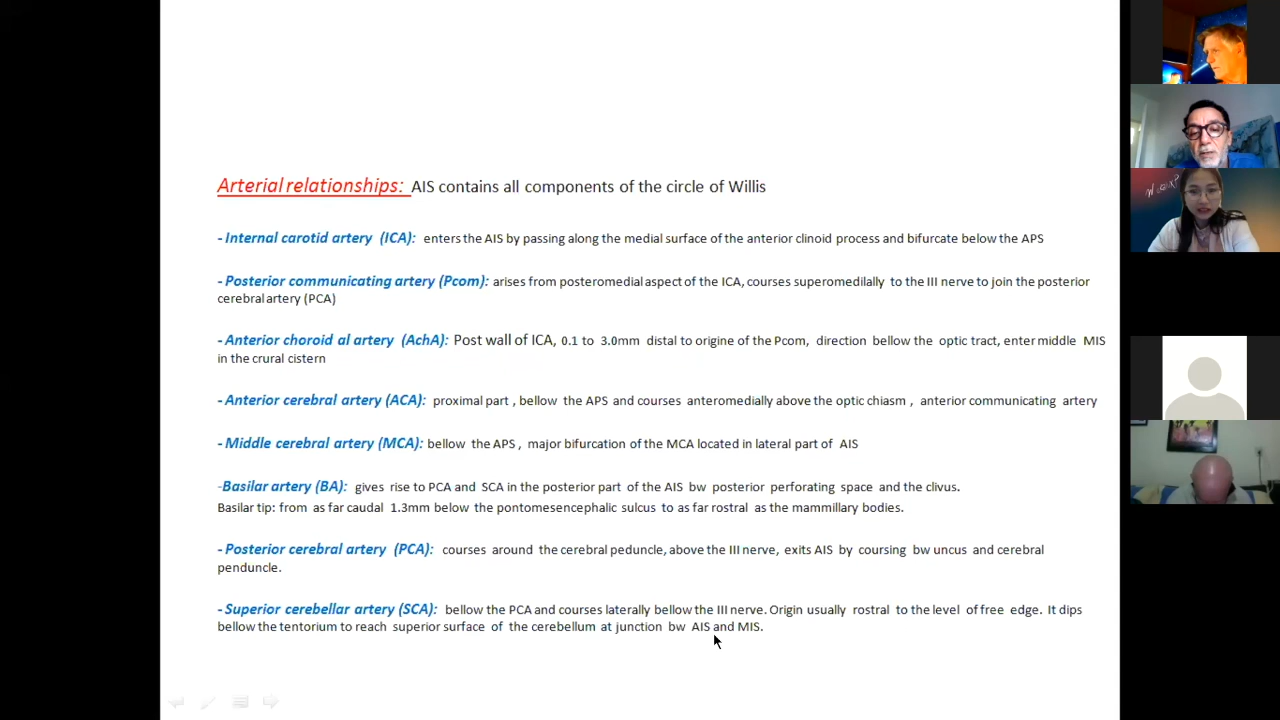 Arterial relationships: AIS contains all components of the circle of Willis
- Internal carotid artery (ICA): enters the AIS by passing along the medial surface of the anterior clinoid process and bifurcate below the APS
- Posterior communicating artery (Pcom): arises from posteromedial aspect of the ICA, courses superomedially to the III nerve to join the posterior
cerebral artery (PCA)
- Anterior choroid al artery (AchA): Post wall of ICA, 0.1 to 3.0mm distal to origine of the Pcom, direction bellow the optic tract, enter middle MIS
in the crural cistern
- Anterior cerebral artery (ACA): proximal part , bellow the APS and courses anteromedially above the optic chiasm , anterior communicating artery
- Middle cerebral artery (MCA): bellow the APS , major bifurcation of the MCA located in lateral part of AIS
-Basilar artery (BA): gives rise to PCA and SCA in the posterior part of the AIS bw posterior perforating space and the clivus.
Basilar tip: from as far caudal 1.3mm below the pontomesencephalic sulcus to as far rostral as the mammillary bodies.
- Posterior cerebral artery (PCA): courses around the cerebral peduncle, above the III nerve, exits AIS by coursing bw uncus and cerebral
penduncle.
- Superior cerebellar artery (SCA): bellow the PCA and courses laterally bellow the III nerve. Origin usually rostral to the level of free edge. It dips
bellow the tentorium to reach superior surface of the cerebellum at junction bw AIS and MIS.